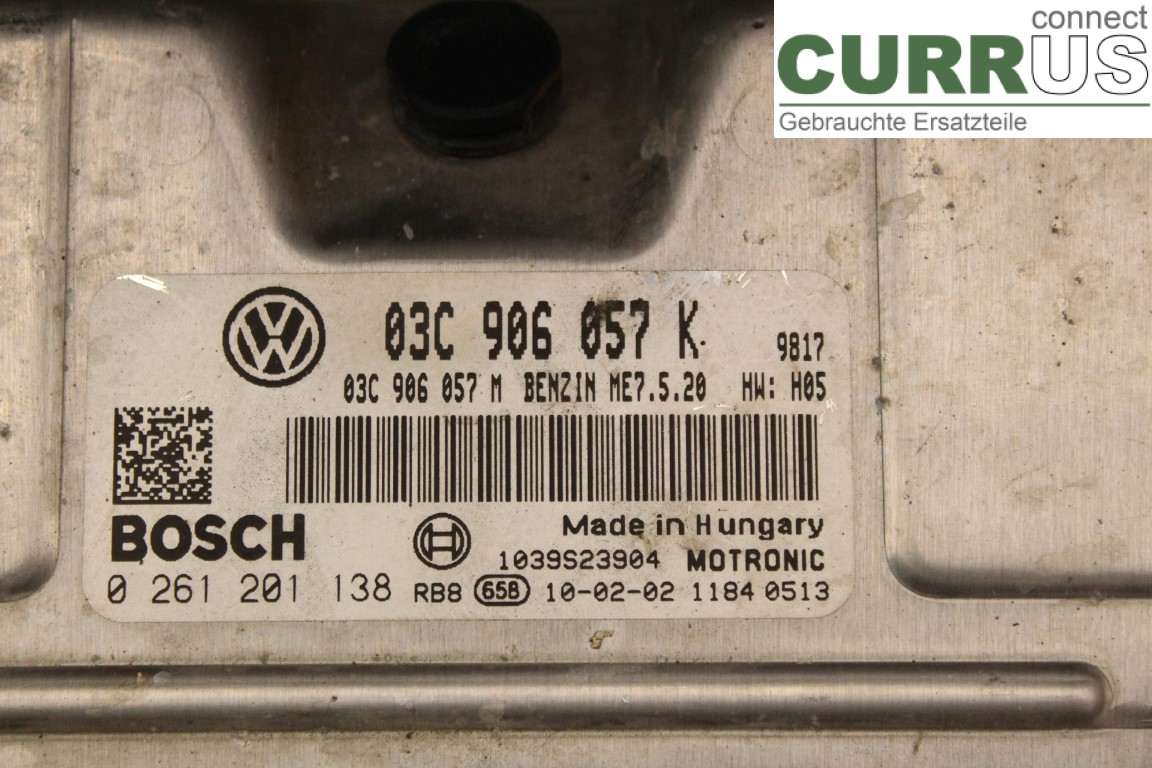 connect
CURRUS
Gebrauchte Ersatzteile
03C 906 057 K
9817
03C 906 057 M BENZIN ME7.5.20 HW: H05
BOSCH
Made in Hungary
1039S23904 MOTRONIC
0 261 201 138 RB8 65B 10-02-02 1184 0513